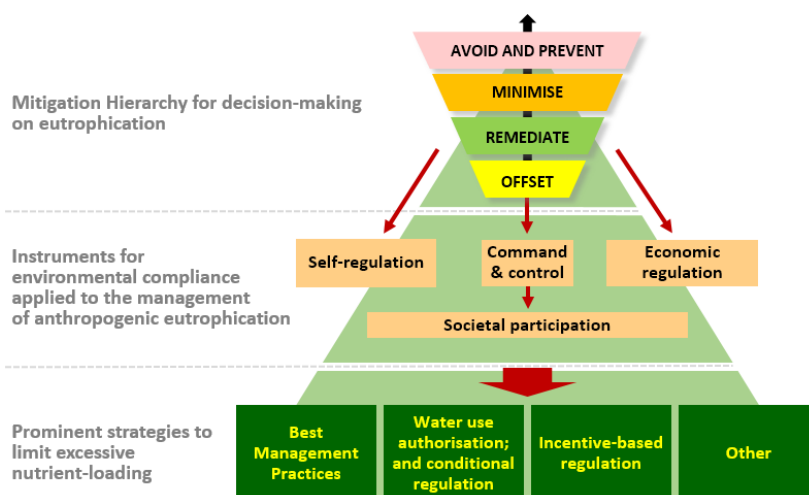 AVOID AND PREVENT
MINIMISE
REMEDIATE
OFFSET
Mitigation Hierarchy for decision-making
on eutrophication
Instruments for
environmental compliance
applied to the management
of anthropogenic eutrophication
Self-regulation
Command
& control
Economic
regulation
Societal participation
Prominent strategies to
limit excessive
nutrient-loading
Best
Management
Practices
Water use
authorisation;
and conditional
regulation
Incentive-based
regulation
Other